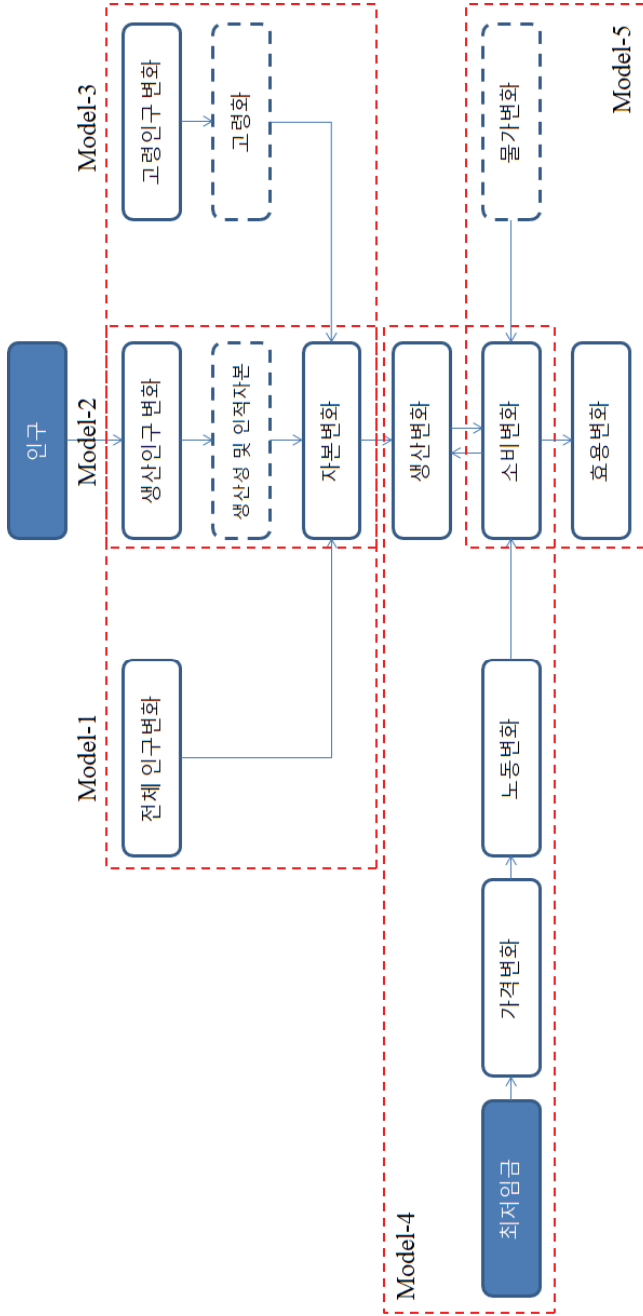 인구
Model-1
Model-2
Model-3
전체 인구변화
생산인구 변화
고령인구 변화
생산성 및 인적자본
고령화
자본변화
Model-4
생산변화
최저임금
가격변화
노동변화
소비변화
물가변화
효용변화
Model-5